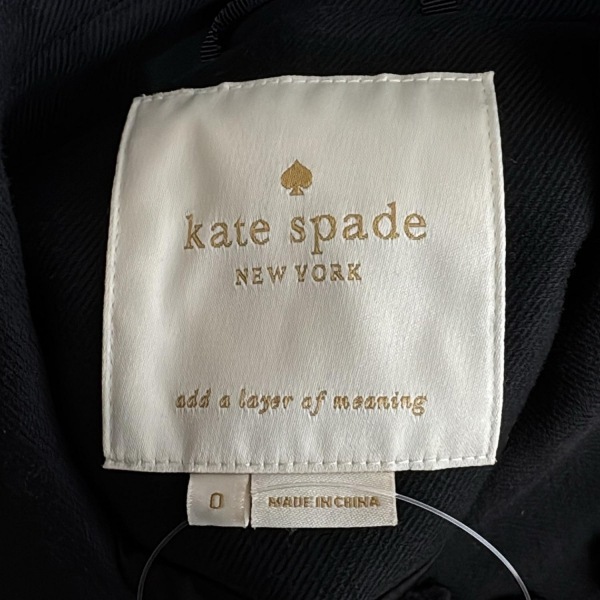 kate spade
NEW YORK
add a layer of meaning
0
MADE IN CHINA